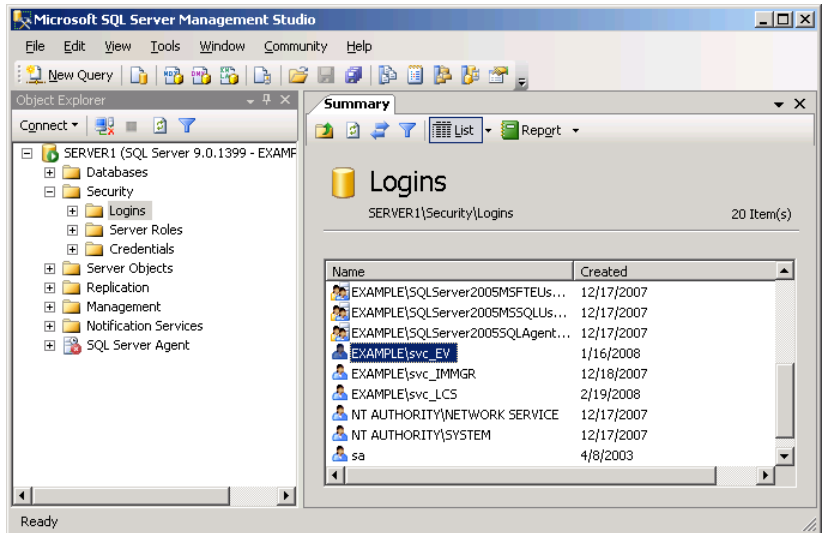 Microsoft SQL Server Management Studio
File Edit View Tools Window Community Help
New Query
Object Explorer
Connect
SERVER1 (SQL Server 9.0.1399 - EXAMP
Databases
Security
Logins
Server Roles
Credentials
Server Objects
Replication
Management
Notification Services
SQL Server Agent
Summary
List Report
Logins
SERVER1\Security\Logins 20 Item(s)
Name Created
EXAMPLE\SQLServer2005MSFTEUs... 12/17/2007
EXAMPLE\SQLServer2005MSSQLUs... 12/17/2007
EXAMPLE\SQLServer2005SQLAgent... 12/17/2007
EXAMPLE\svc_EV 1/16/2008
EXAMPLE\svc_IMMGR 12/18/2007
EXAMPLE\svc_LCS 2/19/2008
NT AUTHORITY\NETWORK SERVICE 12/17/2007
NT AUTHORITY\SYSTEM 12/17/2007
sa 4/8/2003
Ready